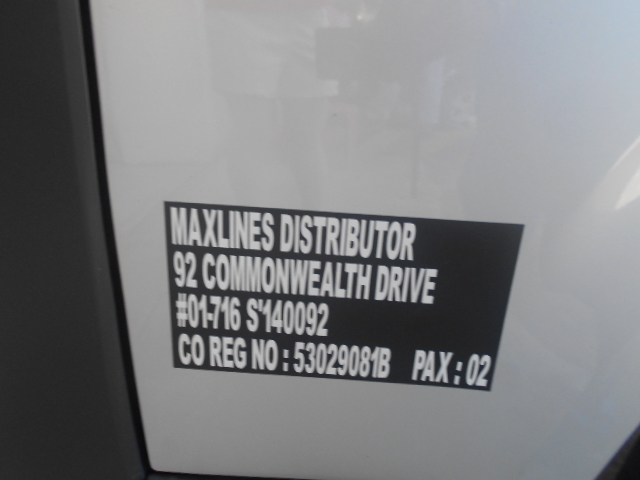 MAXLINES DISTRIBUTOR
92 COMMONWEALTH DRIVE
#01-716 S'140092
CO REG NO : 53029081B PAX : 02